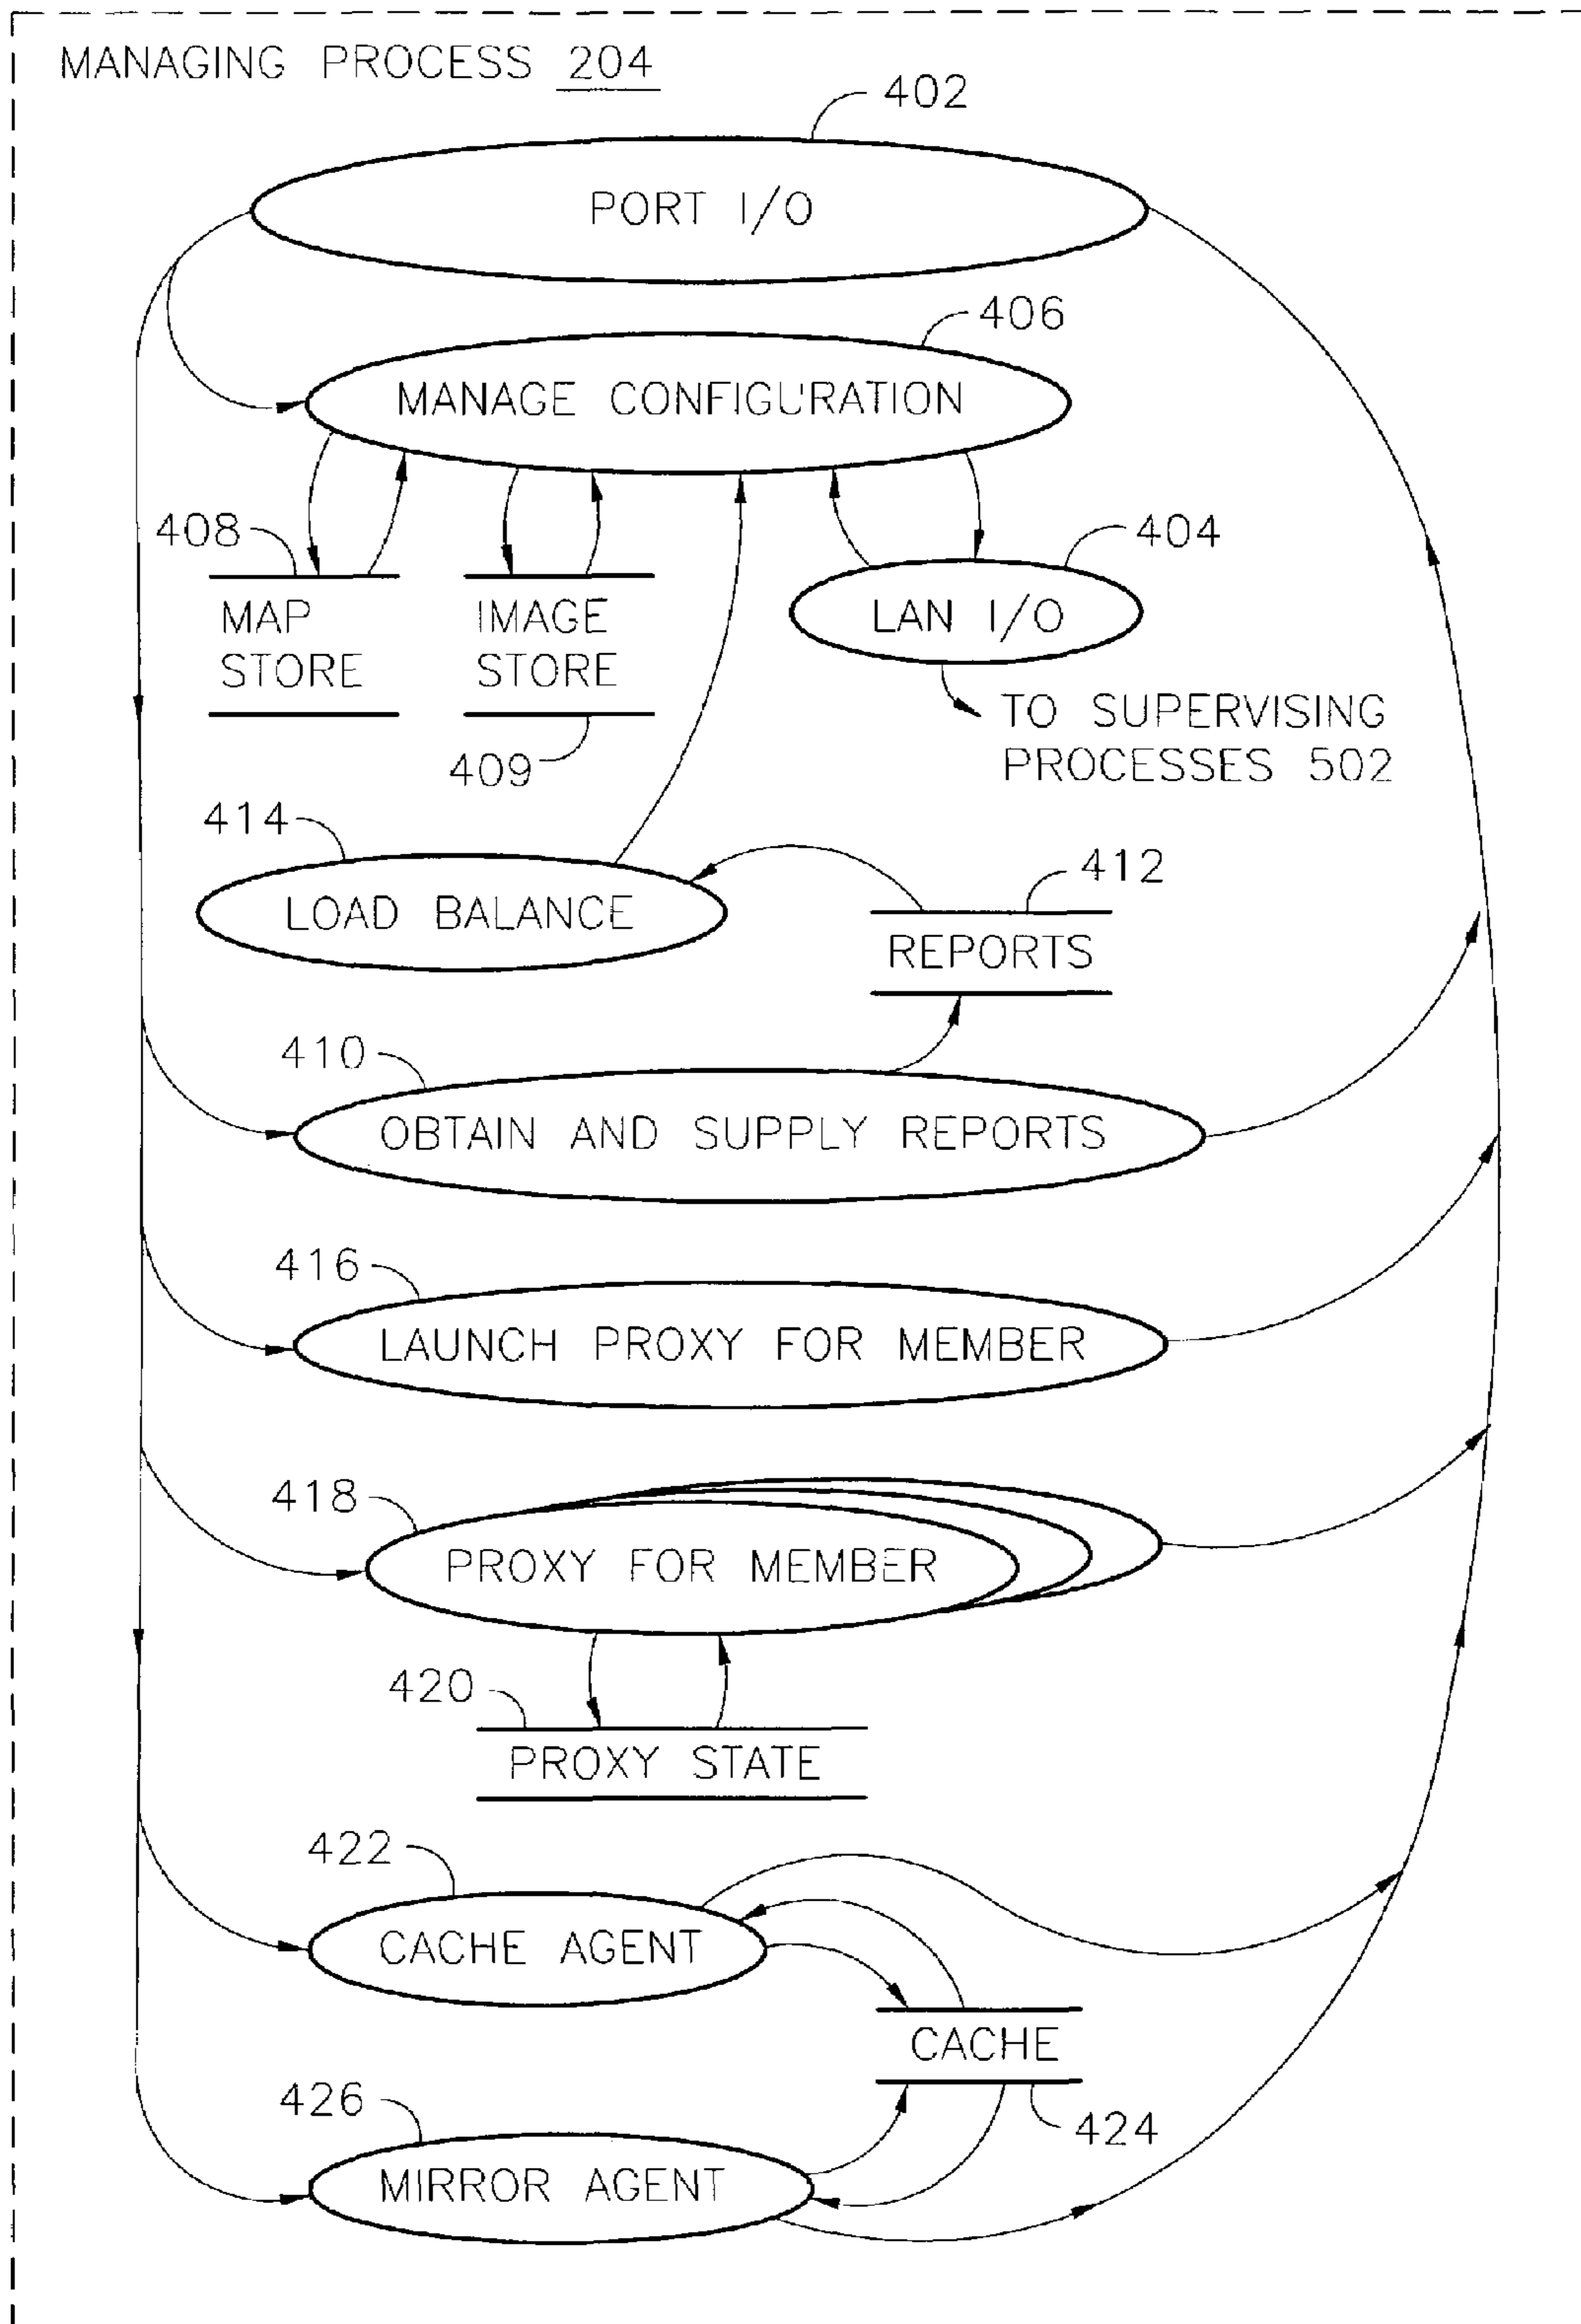 MANAGING PROCESS 204
402
PORT I/O
406
MANAGE CONFIGURATION
408
404
MAP
STORE
IMAGE
STORE
LAN I/O
409
TO SUPERVISING
PROCESSES 502
414
LOAD BALANCE
412
REPORTS
410
OBTAIN AND SUPPLY REPORTS
416
LAUNCH PROXY FOR MEMBER
418
PROXY FOR MEMBER
420
PROXY STATE
422
CACHE AGENT
CACHE
424
426
MIRROR AGENT